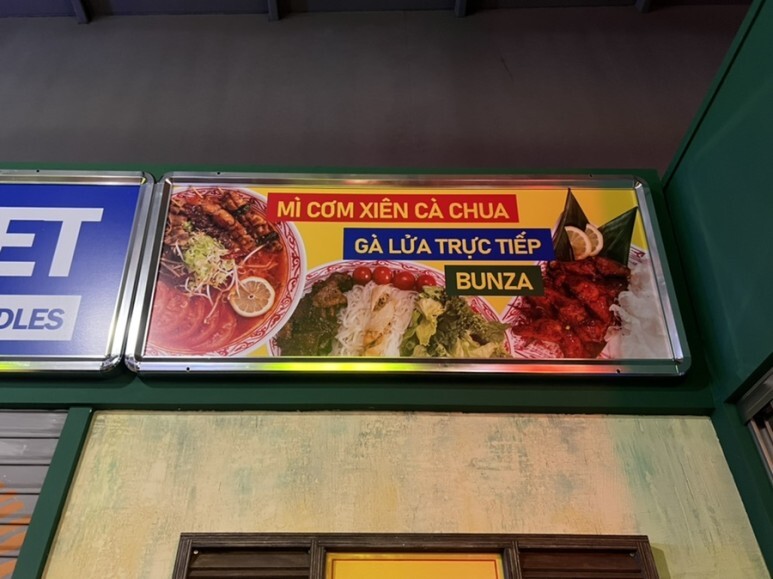 ET
DLES
MÌ CƠM XIÊN CÀ CHUA
GÀ LỬA TRỰC TIẾP
BUNZA